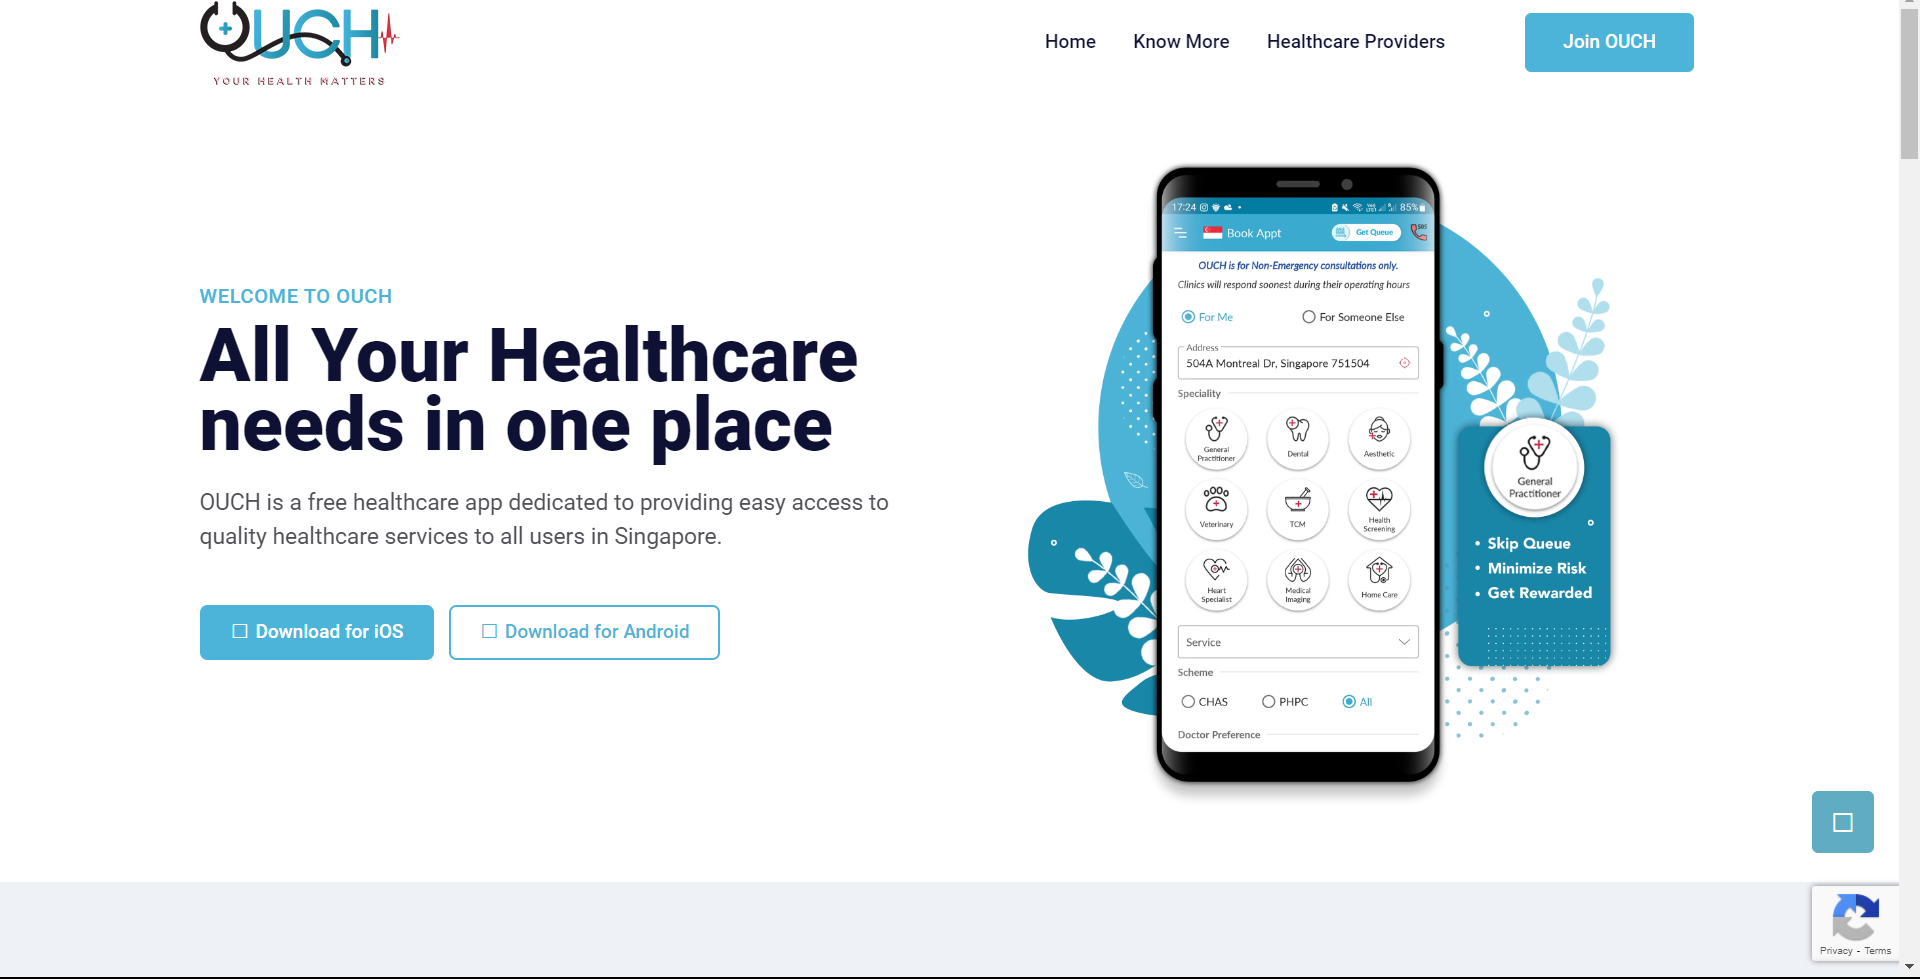 OUCH
YOUR HEALTH MATTERS
Home
Know More
Healthcare Providers
Join OUCH
WELCOME TO OUCH
All Your Healthcare
needs in one place
OUCH is a free healthcare app dedicated to providing easy access to
quality healthcare services to all users in Singapore.
Download for iOS
Download for Android
17:24
85%
Book Appt
Get Queue
SOS
OUCH is for Non-Emergency consultations only.
Clinics will respond soonest during their operating hours
For Me
For Someone Else
Address
504A Montreal Dr, Singapore 751504
Speciality
General
Practitioner
Dental
Aesthetic
Veterinary
TCM
Health
Screening
Heart
Specialist
Medical
Imaging
Home Care
Service
Scheme
CHAS
PHPC
All
Doctor Preference
General
Practitioner
• Skip Queue
• Minimize Risk
• Get Rewarded
Privacy - Terms